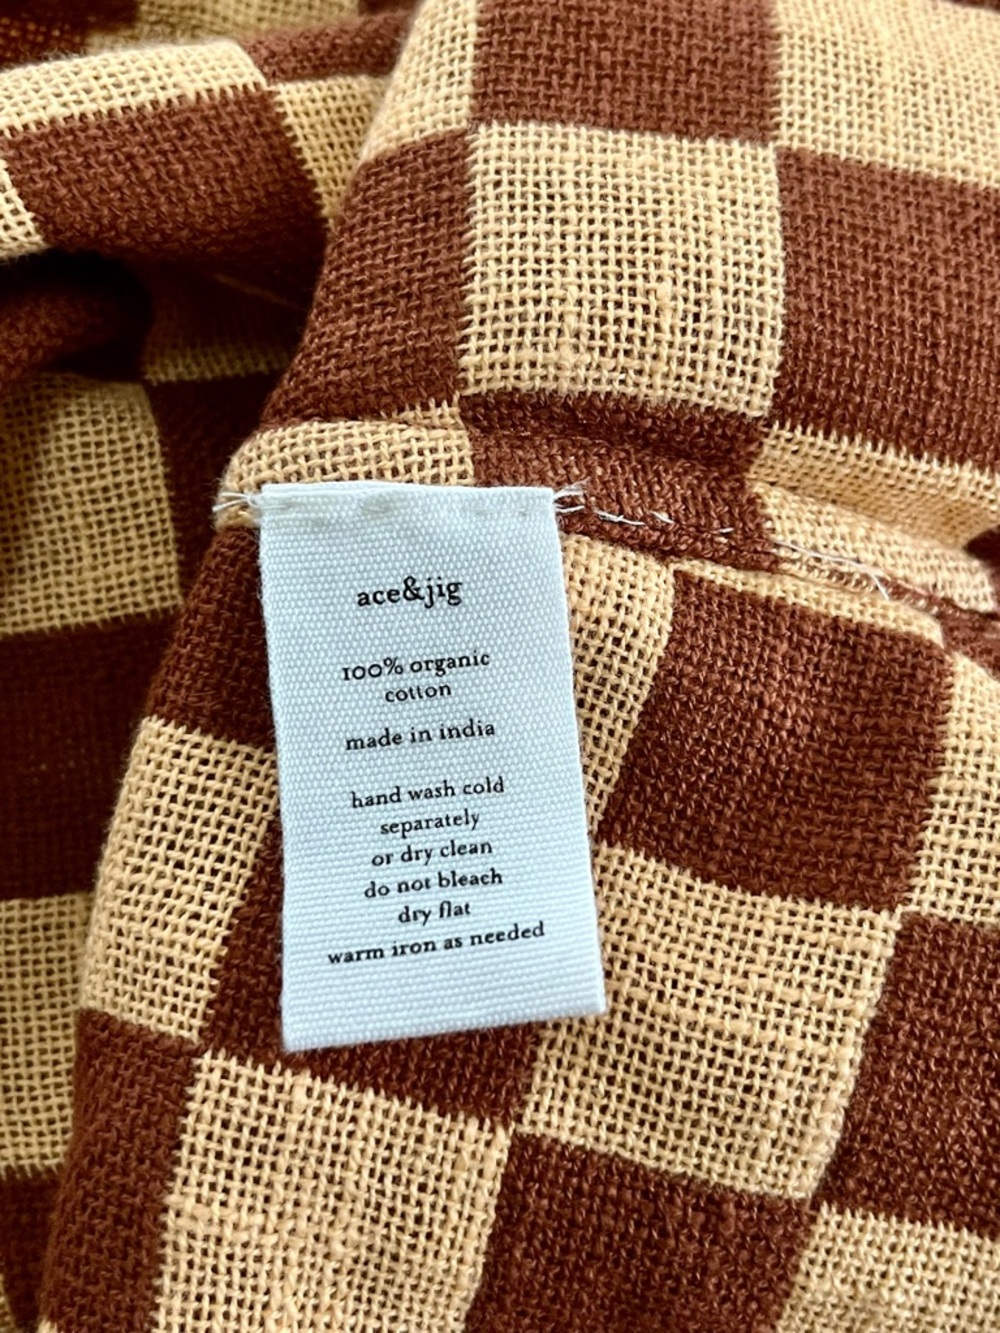 ace&jig
100% organic
cotton
made in india
hand wash cold
separately
or dry clean
do not bleach
dry flat
warm iron as needed